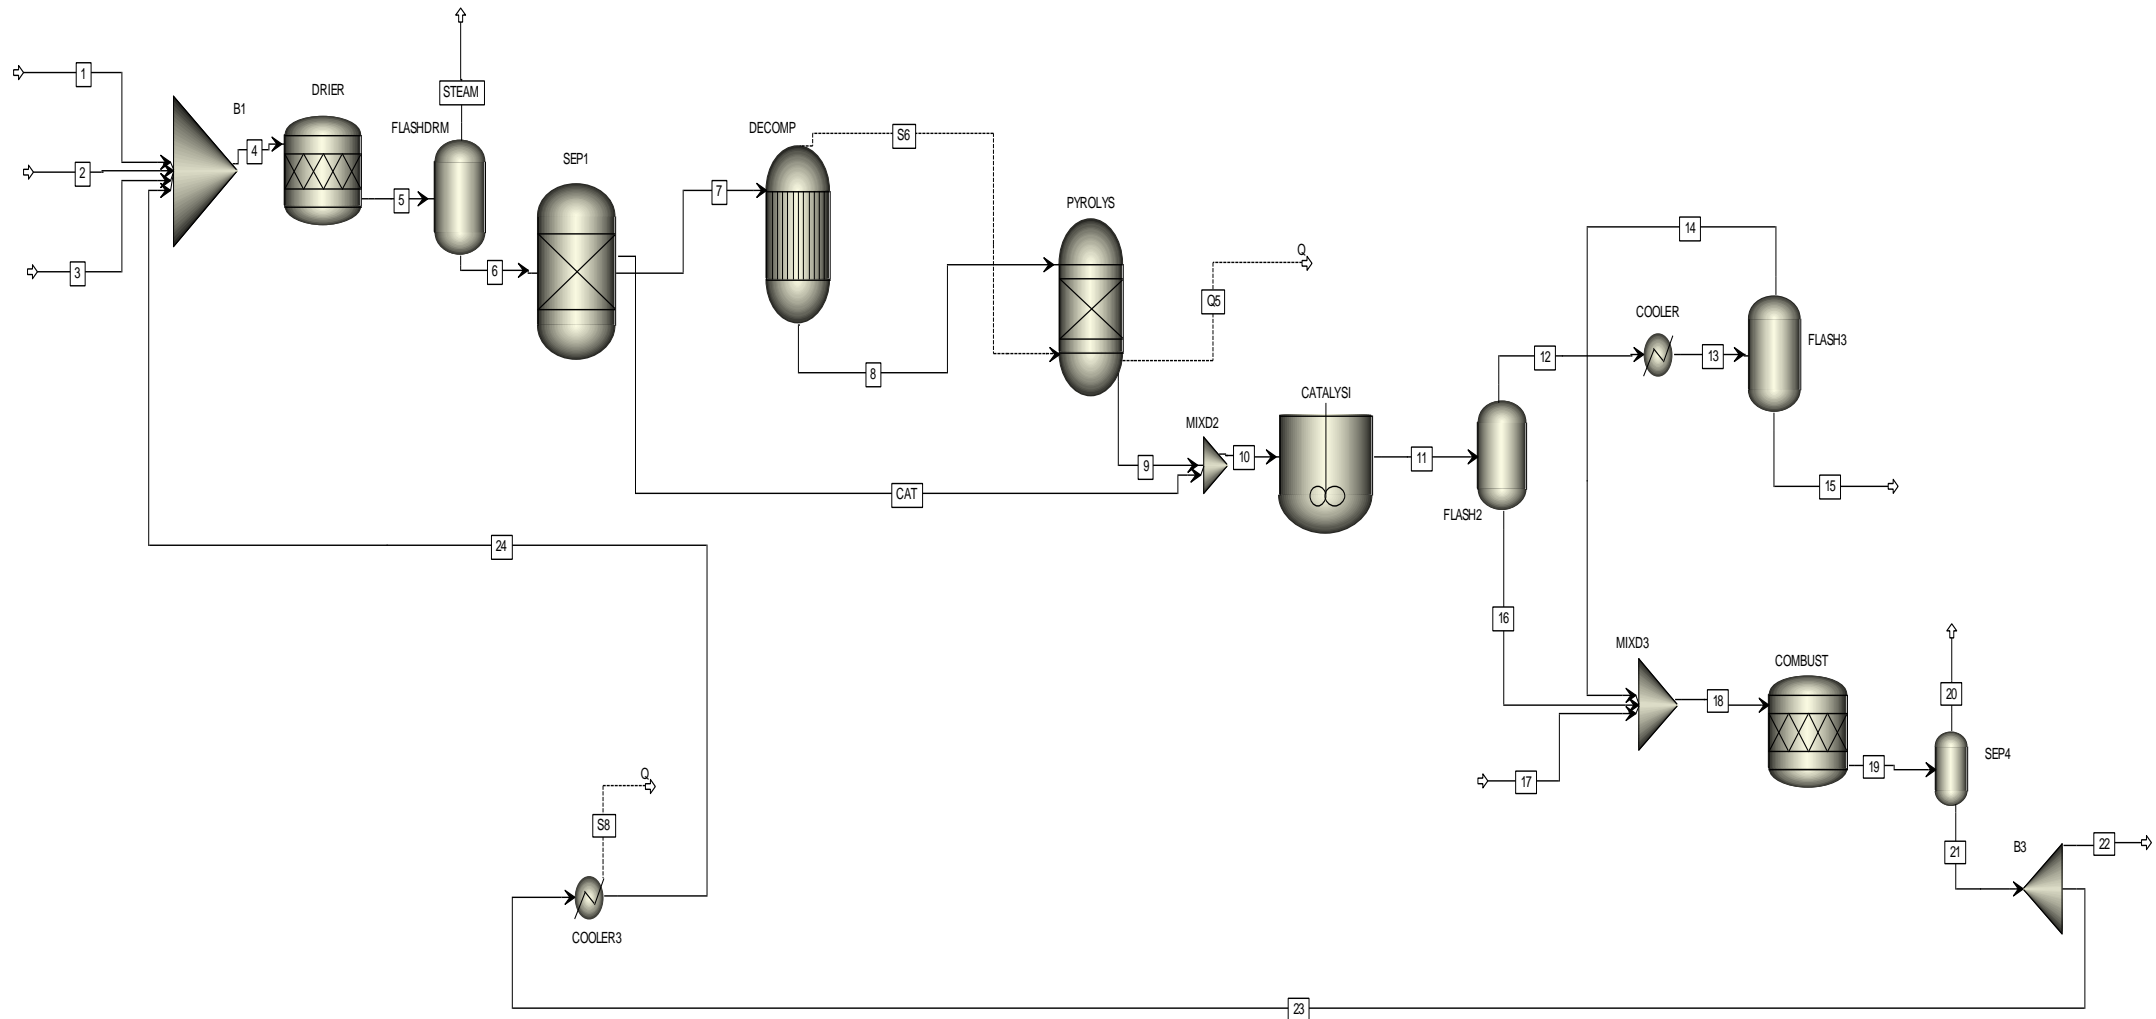 1
DRIER
STEAM
B1
FLASHDRM
DECOMP
S6
4
SEP1
2
5
7
PYROLYS
3
6
14
Q
Q5
COOLER
FLASH3
12
13
8
CATALYSI
MIXD2
10
11
9
CAT
15
FLASH2
24
16
MIXD3
COMBUST
20
18
SEP4
19
17
Q
S8
21
B3
22
COOLER3
23